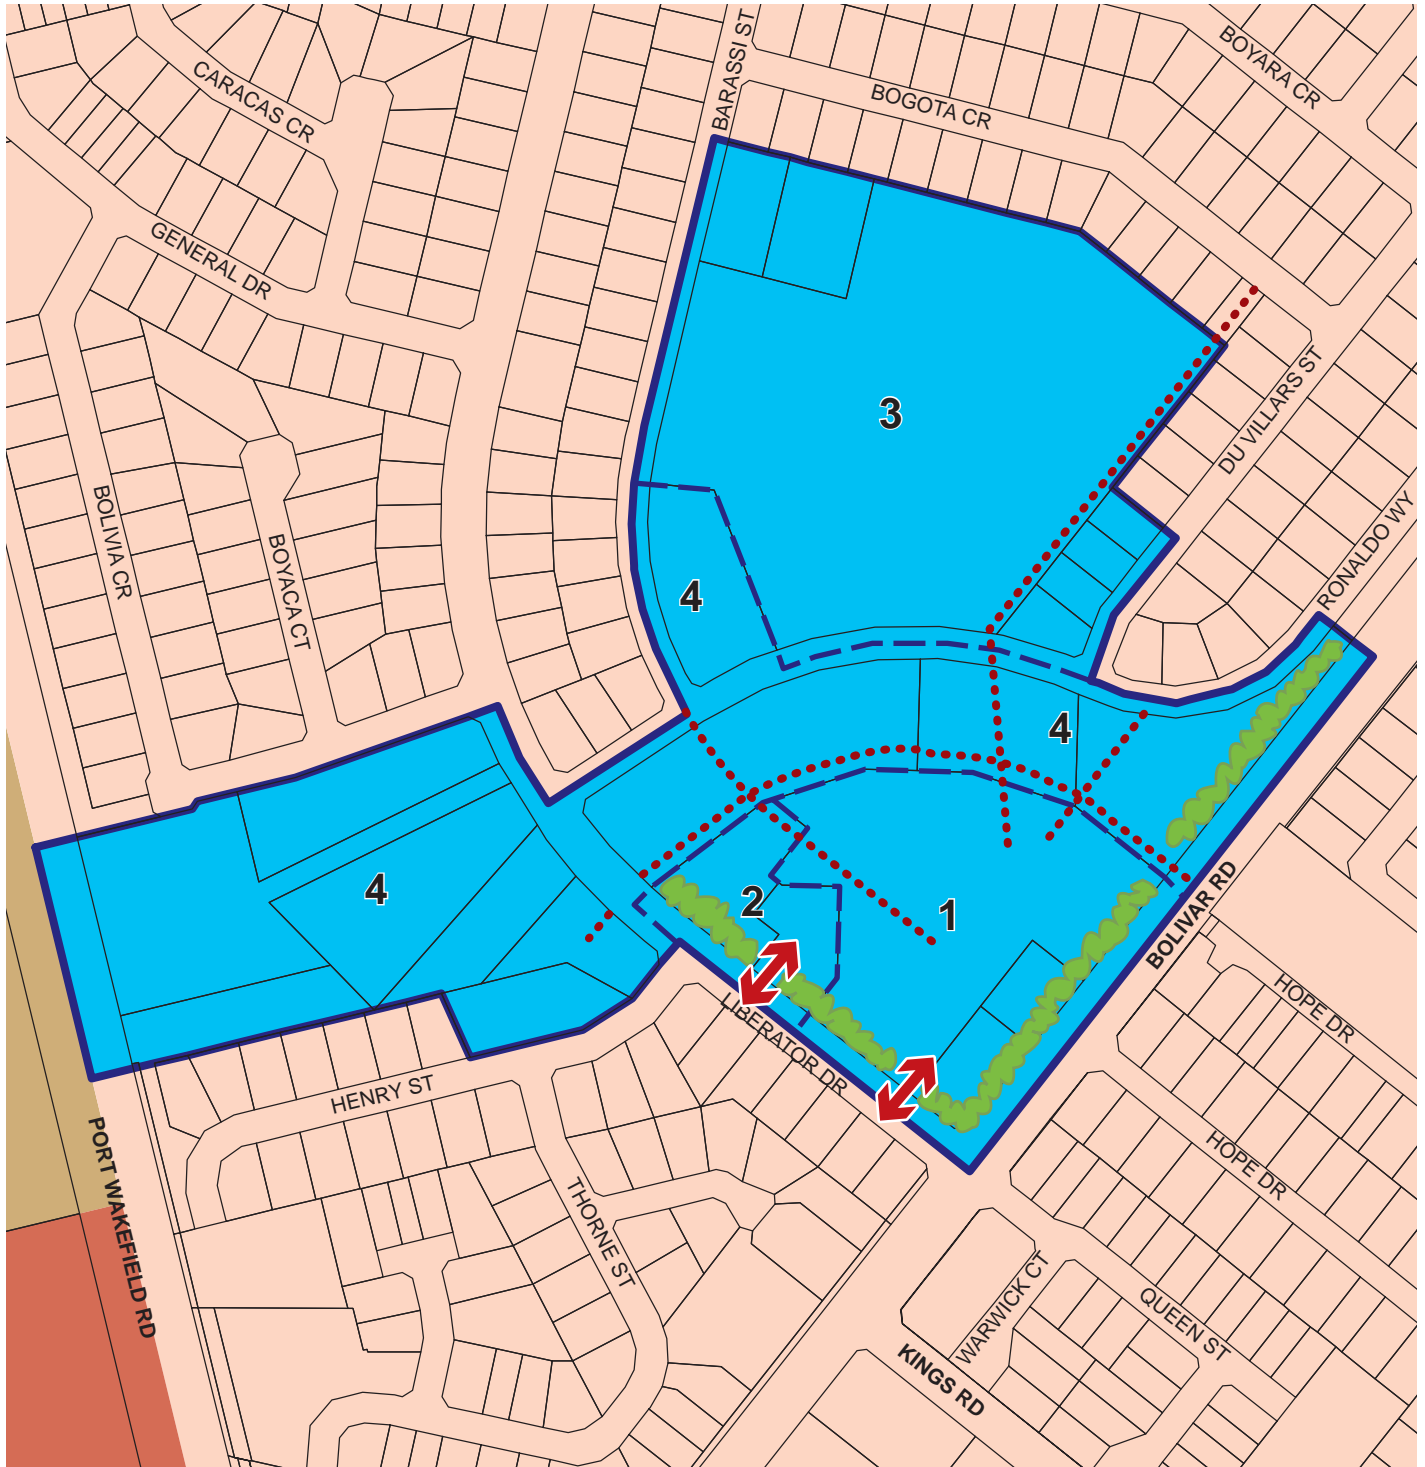 BOYARA CR
BARASSI ST
CARACAS CR
BOGOTA CR
GENERAL DR
DU VILLARS ST
3
RONALDO WY
BOLIVIA CR
BOYACA CT
4
4
4
2
1
BOLIVAR RD
LIBERATOR DR
HOPE DR
HENRY ST
PORT WAKEFIELD RD
HOPE DR
THORNE ST
WARWICK CT
QUEEN ST
KINGS RD